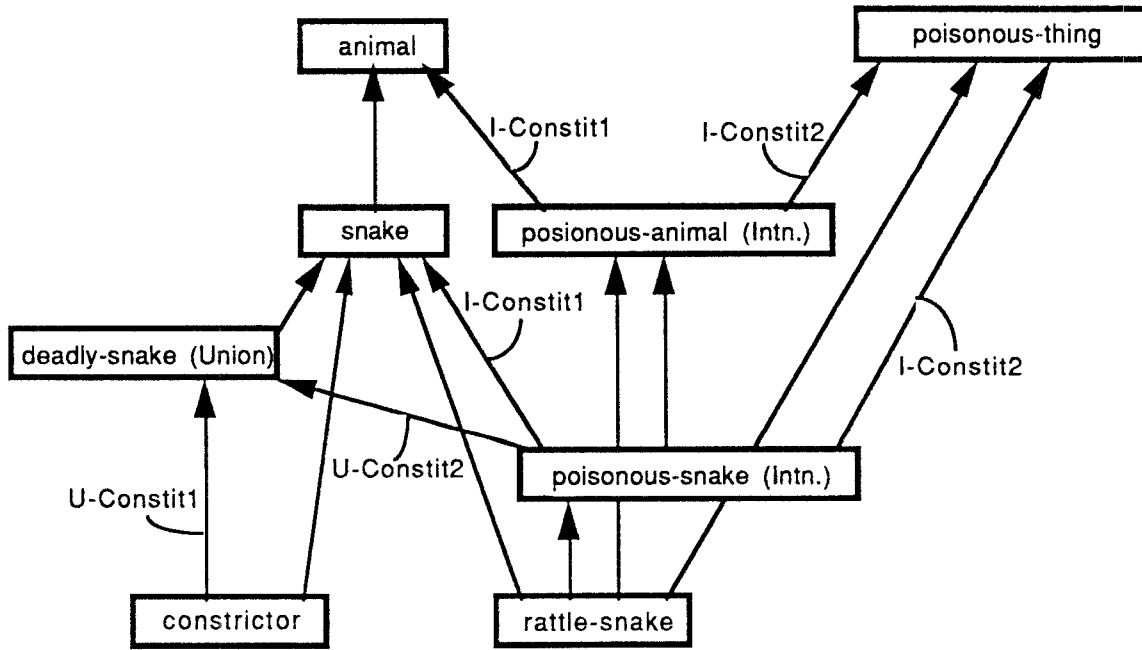 animal
poisonous-thing
I-Constit1
I-Constit2
snake
posionous-animal (Intn.)
I-Constit1
deadly-snake (Union)
I-Constit2
U-Constit2
poisonous-snake (Intn.)
U-Constit1
constrictor
rattle-snake